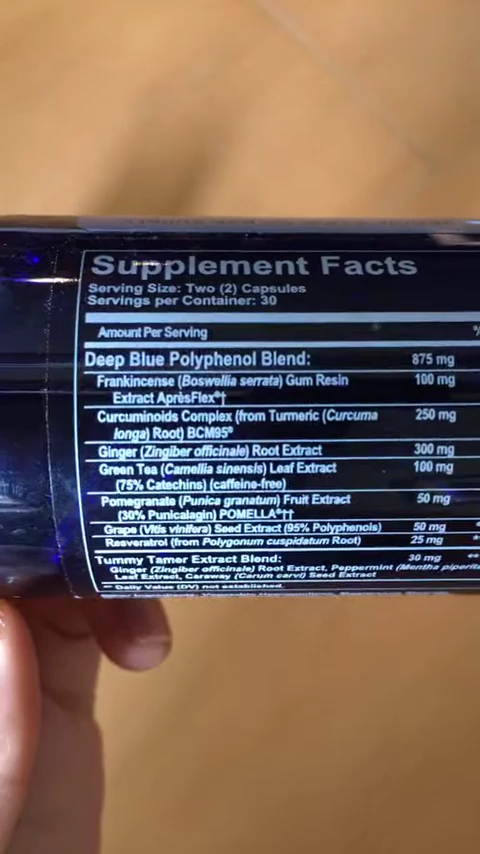 Supplement Facts
Serving Size: Two (2) Capsules
Servings per Container: 30
Amount Per Serving %
Deep Blue Polyphenol Blend: 875 mg
Frankincense (Boswellia serrata) Gum Resin 100 mg
Extract AprèsFlex®†
Curcuminoids Complex (from Turmeric (Curcuma 250 mg
longa) Root) BCM95®
Ginger (Zingiber officinale) Root Extract 300 mg
Green Tea (Camellia sinensis) Leaf Extract 100 mg
(75% Catechins) (caffeine-free)
Pomegranate (Punica granatum) Fruit Extract 50 mg
(30% Punicalagin) POMELLA®††
Grape (Vitis vinifera) Seed Extract (95% Polyphenols) 50 mg *
Resveratrol (from Polygonum cuspidatum Root) 25 mg **
Tummy Tamer Extract Blend: 30 mg **
Ginger (Zingiber officinale) Root Extract, Peppermint (Mentha piperita
Leaf Extract, Caraway (Carum carvi) Seed Extract
** Daily Value (DV) not established.